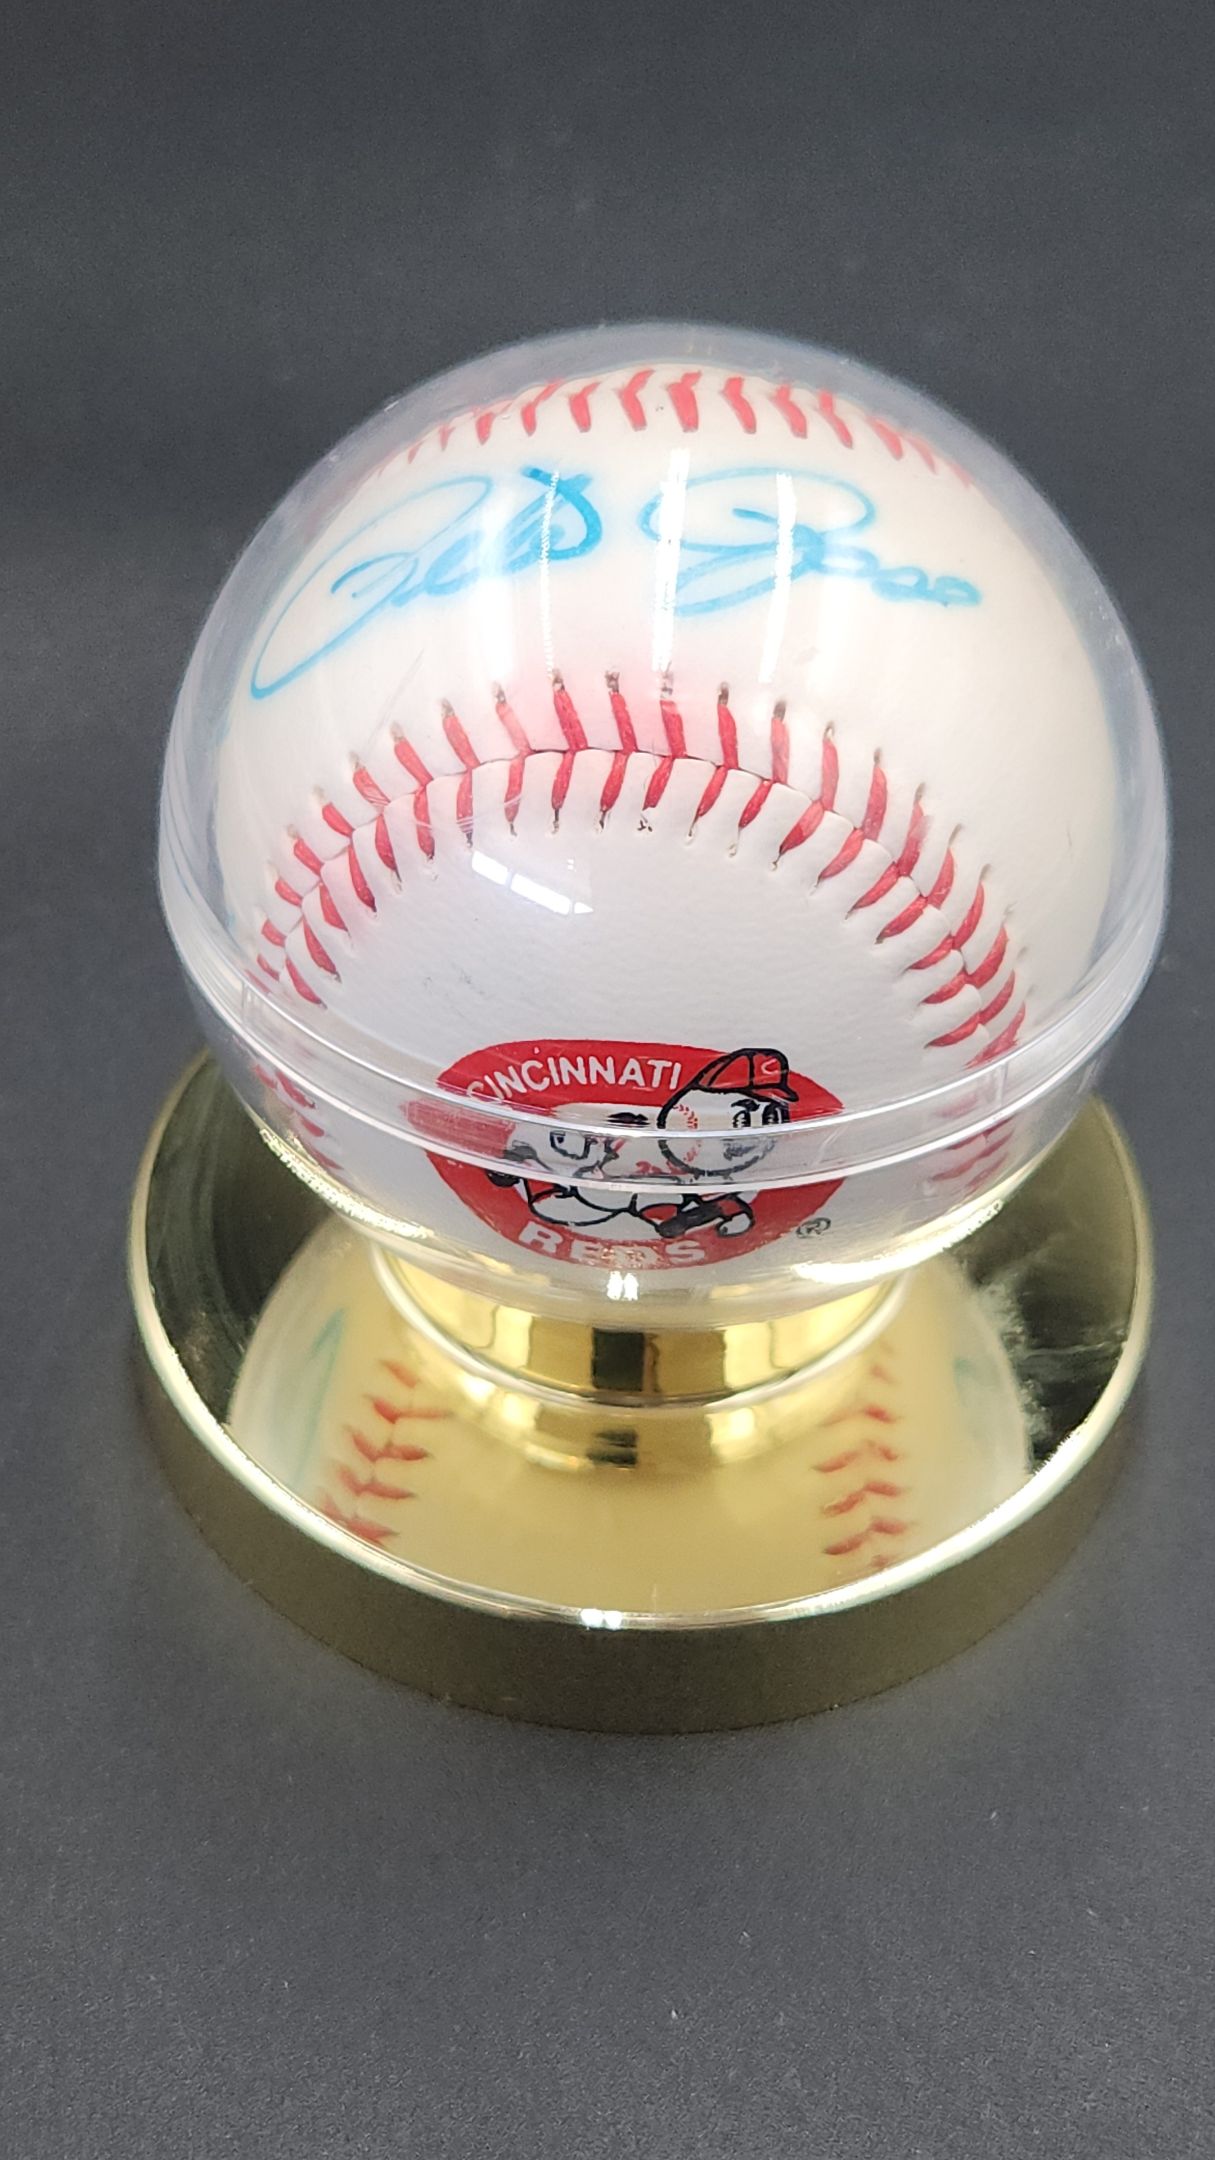 Pete Rose
CINCINNATI
REDS
®